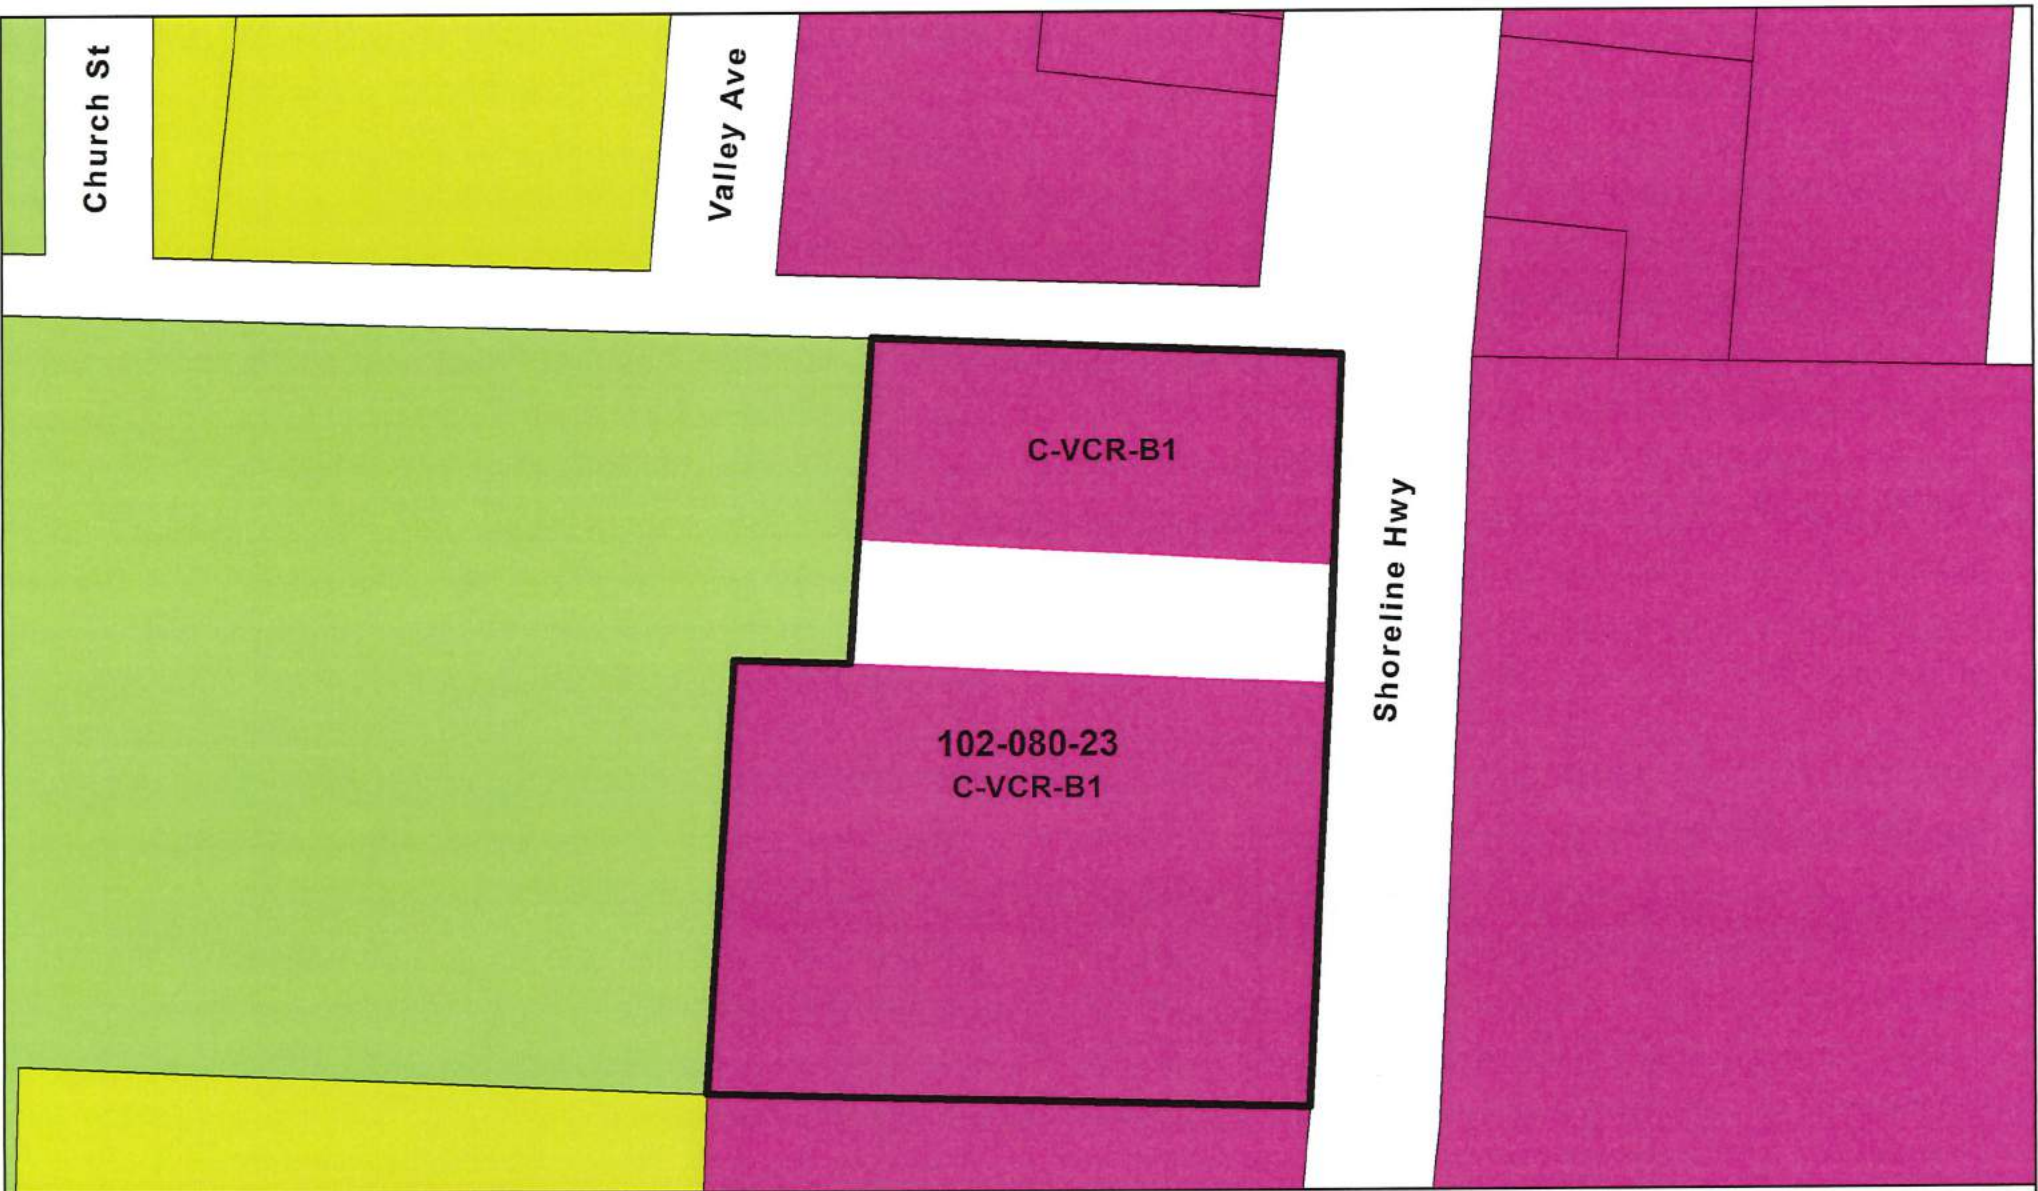 Church St
Valley Ave
C-VCR-B1
Shoreline Hwy
102-080-23
C-VCR-B1